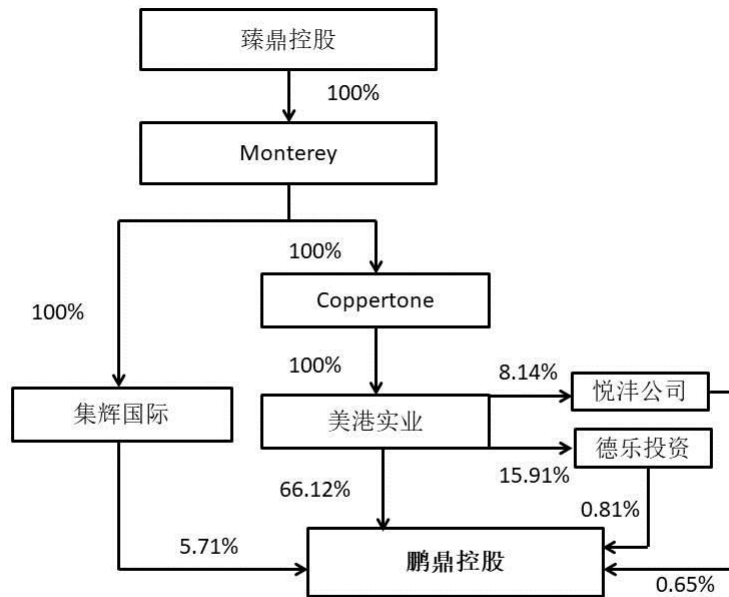 臻鼎控股
100%
Monterey
100%
100%
Coppertone
100%
8.14%
集辉国际
美港实业
悦沣公司
德乐投资
66.12%
15.91%
0.81%
5.71%
鹏鼎控股
0.65%